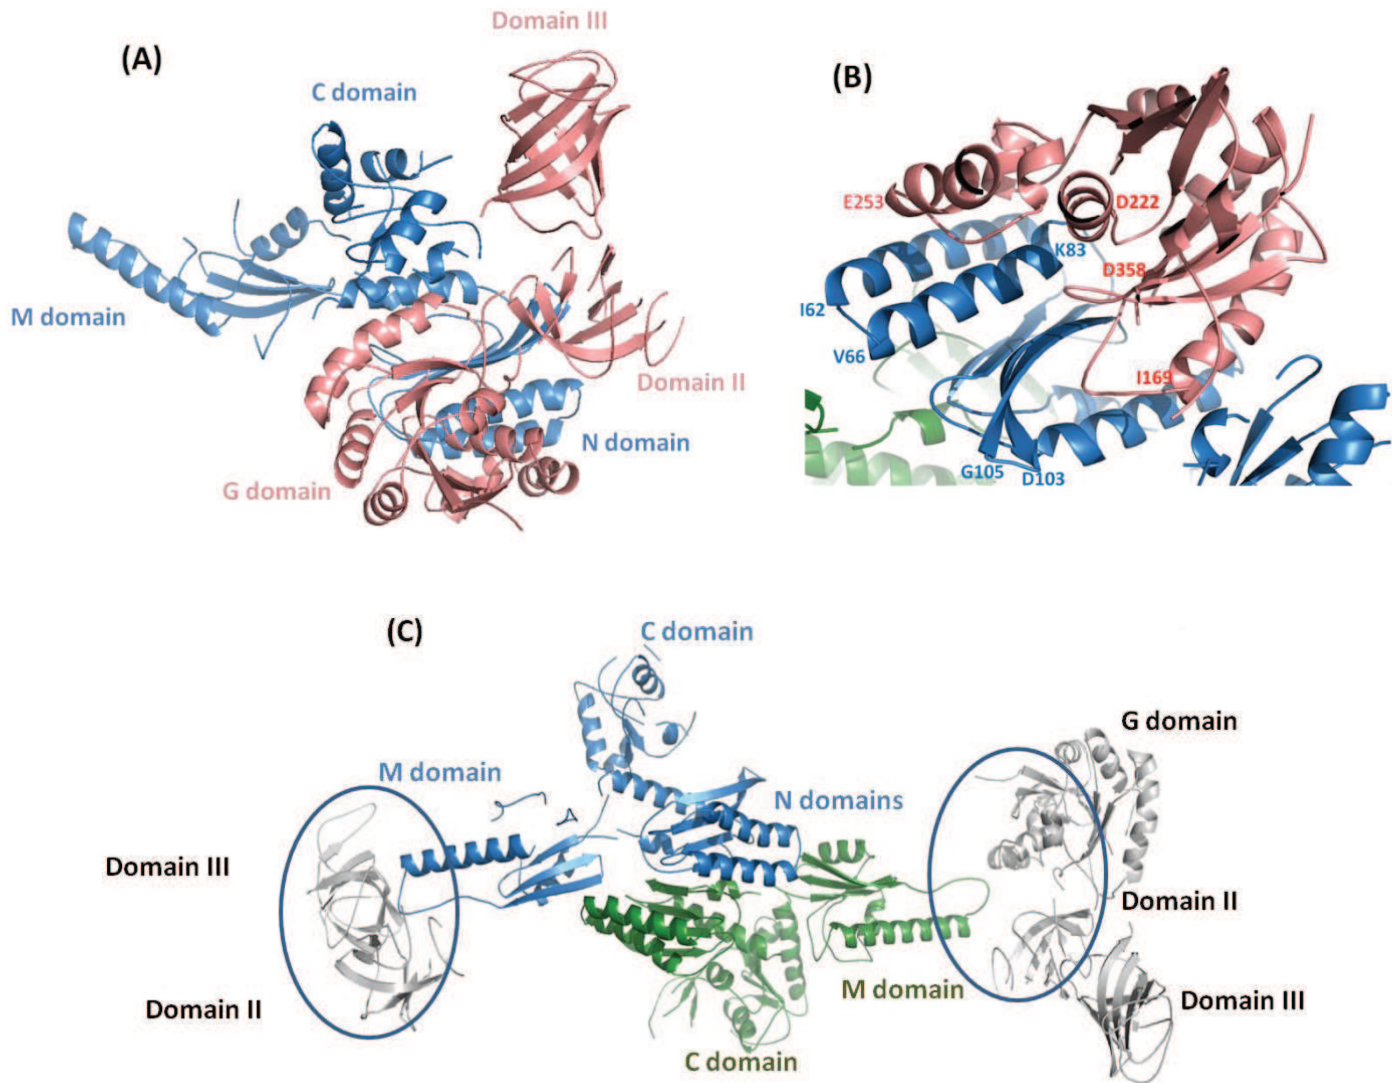 Domain III
(A)
C domain
M domain
Domain II
N domain
G domain
(B)
E253
D222
K83
D358
I62
V66
I169
G105
D103
(C)
C domain
G domain
M domain
N domains
Domain III
Domain II
M domain
Domain II
Domain III
C domain